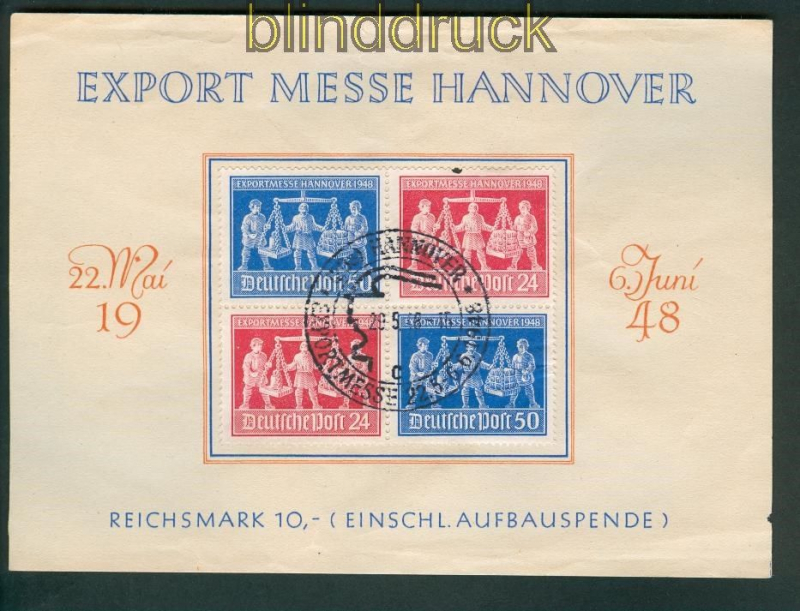 blinddruck
EXPORT MESSE HANNOVER
22. Mai
19
6. Juni
48
EXPORTMESSE HANNOVER 1948
Deutsche Post 50
EXPORTMESSE HANNOVER 1948
Deutsche Post 24
EXPORTMESSE HANNOVER 1948
Deutsche Post 24
EXPORTMESSE HANNOVER 1948
Deutsche Post 50
HANNOVER
c
EXPORTMESSE
REICHSMARK 10,- (EINSCHL. AUFBAUSPENDE)